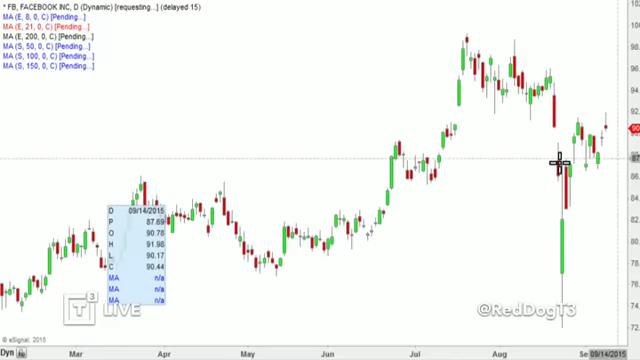 * FB, FACEBOOK INC, D (Dynamic) [requesting...] (delayed 15)
MA (E, 8, 0, C) [Pending...]
MA (E, 21, 0, C) [Pending...]
MA (E, 200, 0, C) [Pending...]
MA (S, 50, 0, C) [Pending...]
MA (S, 100, 0, C) [Pending...]
MA (S, 150, 0, C) [Pending...]
98.
96.
94.
92.
90
87
86.
84.
82.
80.
78.
76.
74.
72.
D 09/14/2015
P 87.69
O 90.78
H 91.98
L 90.17
C 90.44
MA n/a
MA n/a
MA n/a
T3 LIVE
@RedDogT3
© eSignal, 2015
Dyn Mar Apr May Jun Jul Aug Se 09/14/2015